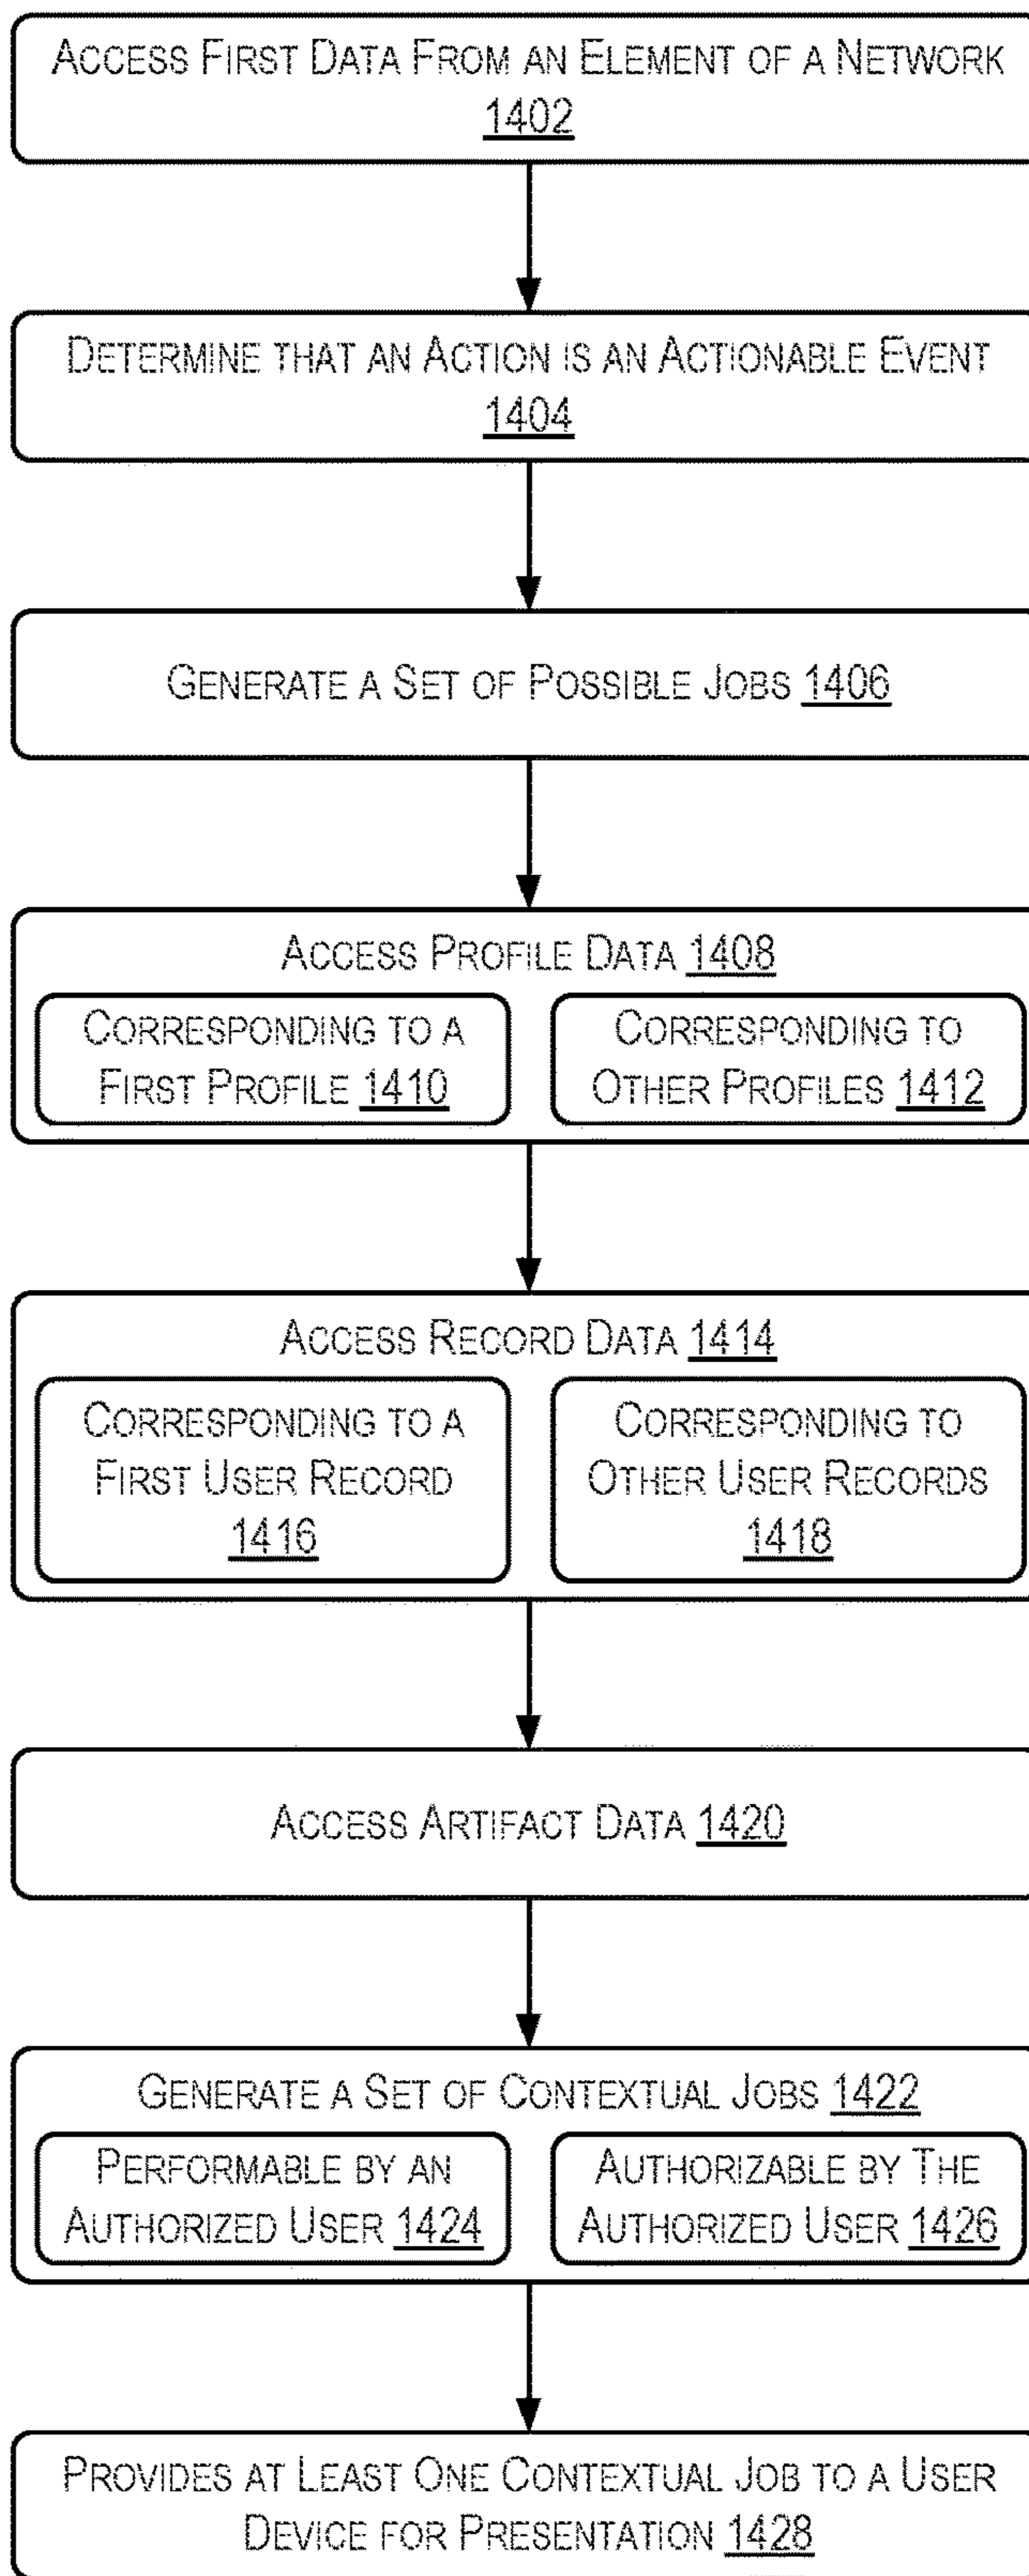 ACCESS FIRST DATA FROM AN ELEMENT OF A NETWORK
1402
DETERMINE THAT AN ACTION IS AN ACTIONABLE EVENT
1404
GENERATE A SET OF POSSIBLE JOBS 1406
ACCESS PROFILE DATA 1408
CORRESPONDING TO A
FIRST PROFILE 1410
CORRESPONDING TO
OTHER PROFILES 1412
ACCESS RECORD DATA 1414
CORRESPONDING TO A
FIRST USER RECORD
1416
CORRESPONDING TO
OTHER USER RECORDS
1418
ACCESS ARTIFACT DATA 1420
GENERATE A SET OF CONTEXTUAL JOBS 1422
PERFORMABLE BY AN
AUTHORIZED USER 1424
AUTHORIZABLE BY THE
AUTHORIZED USER 1426
PROVIDES AT LEAST ONE CONTEXTUAL JOB TO A USER
DEVICE FOR PRESENTATION 1428